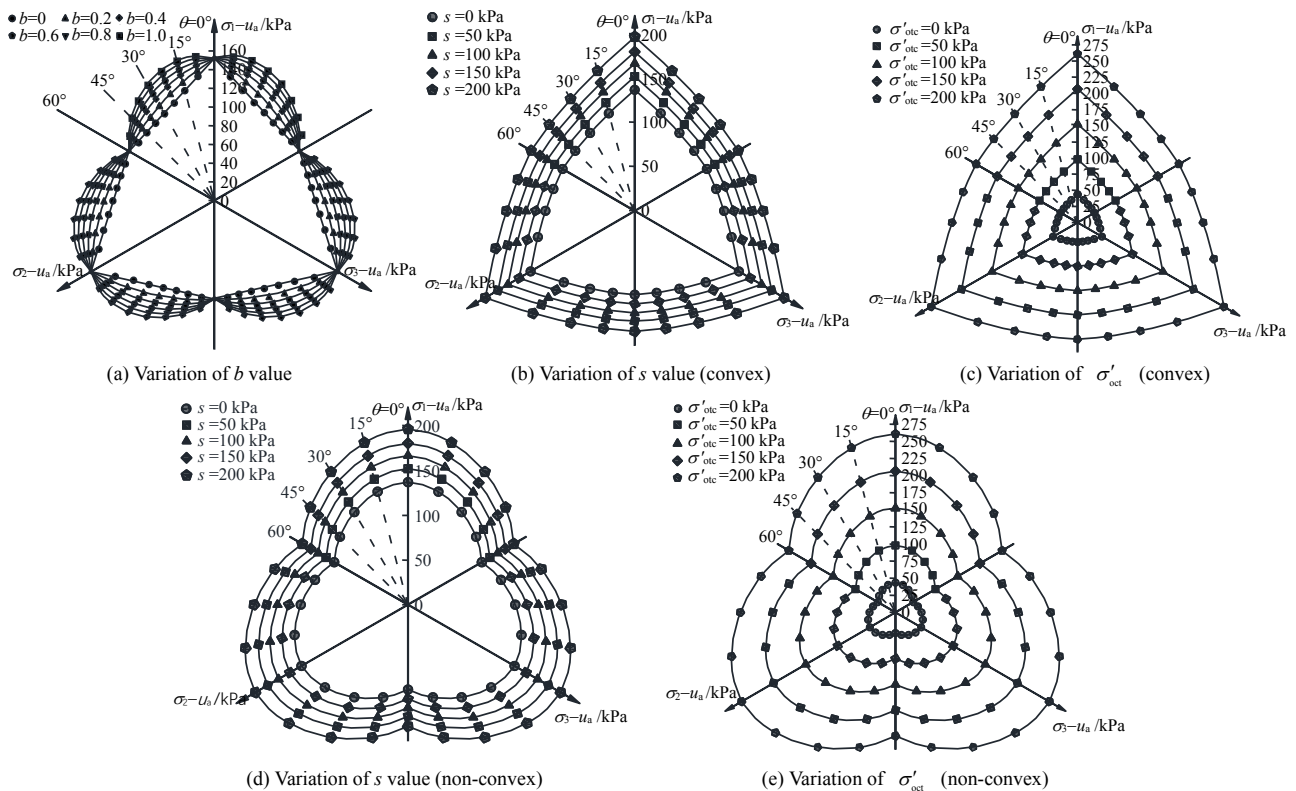 b=0 b=0.2 b=0.4
b=0.6 b=0.8 b=1.0
θ=0° σ₁−uₐ/kPa
15°
30°
45°
60°
160
140
120
100
80
60
40
20
0
σ₂−uₐ/kPa
σ₃−uₐ/kPa
(a) Variation of b value
s =0 kPa
s =50 kPa
s =100 kPa
s =150 kPa
s =200 kPa
θ=0° σ₁−uₐ/kPa
15°
30°
45°
60°
200
150
100
50
0
σ₂−uₐ/kPa
σ₃−uₐ/kPa
(b) Variation of s value (convex)
σ′otc=0 kPa
σ′otc=50 kPa
σ′otc=100 kPa
σ′otc=150 kPa
σ′otc=200 kPa
θ=0° σ₁−uₐ/kPa
15°
30°
45°
60°
275
250
225
200
175
150
125
100
75
50
25
0
σ₂−uₐ/kPa
σ₃−uₐ/kPa
(c) Variation of σ′oct (convex)
s =0 kPa
s =50 kPa
s =100 kPa
s =150 kPa
s =200 kPa
θ=0° σ₁−uₐ/kPa
15°
30°
45°
60°
200
150
100
50
0
σ₂−uₐ/kPa
σ₃−uₐ/kPa
(d) Variation of s value (non-convex)
σ′otc=0 kPa
σ′otc=50 kPa
σ′otc=100 kPa
σ′otc=150 kPa
σ′otc=200 kPa
θ=0° σ₁−uₐ/kPa
15°
30°
45°
60°
275
250
225
200
175
150
125
100
75
50
25
0
σ₂−uₐ/kPa
σ₃−uₐ/kPa
(e) Variation of σ′oct (non-convex)